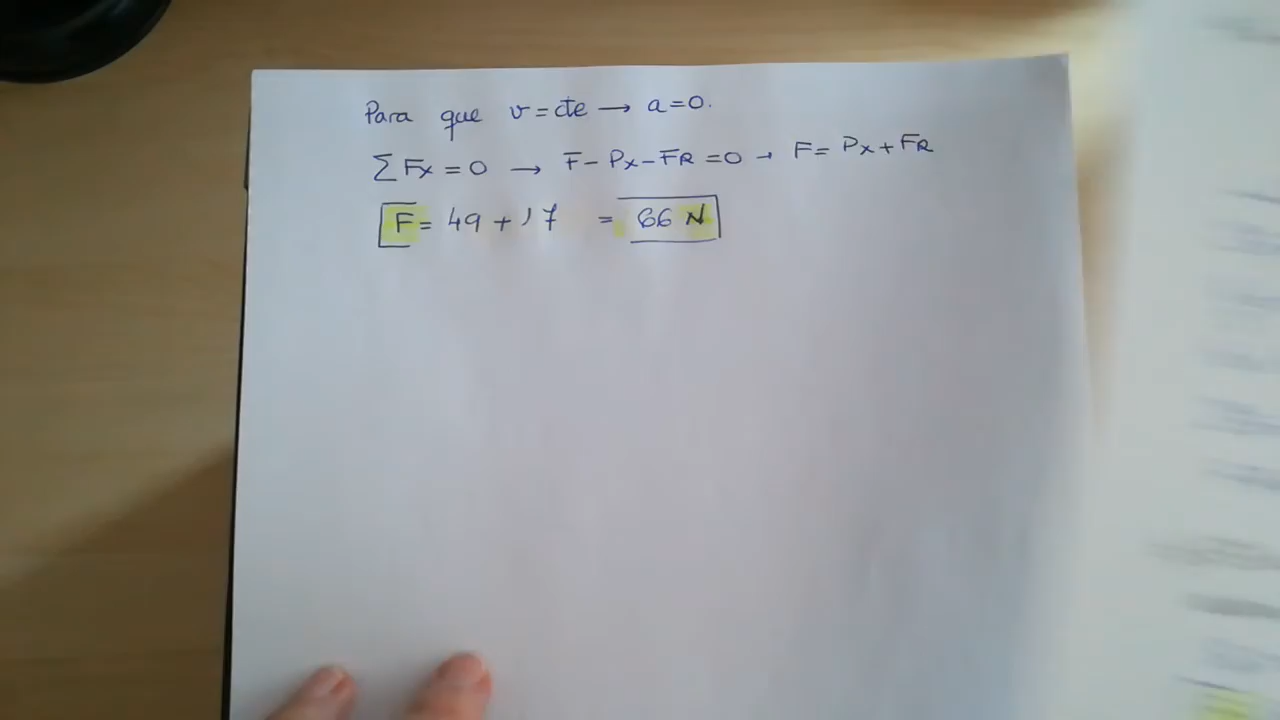 Para que v = cte → a = 0.
∑ Fx = 0 → F - Px - FR = 0 → F = Px + FR
F = 49 + 17 = 66 N